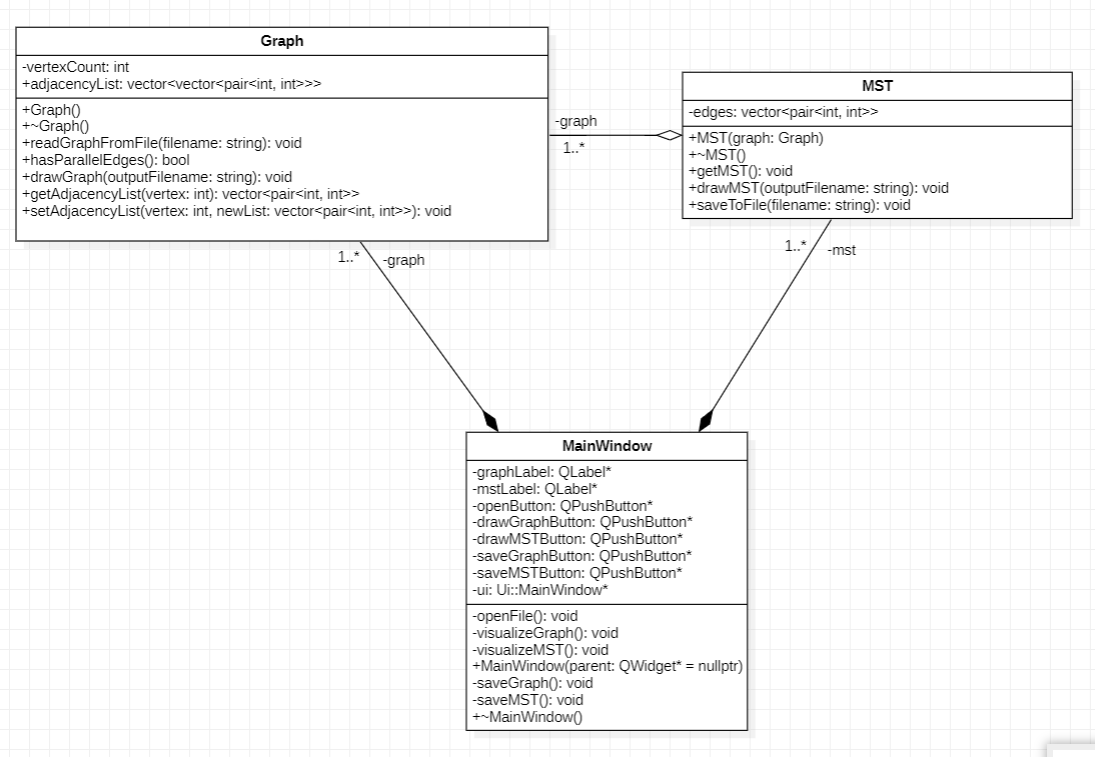 Graph
-vertexCount: int
+adjacencyList: vector<vector<pair<int, int>>>
+Graph()
+~Graph()
+readGraphFromFile(filename: string): void
+hasParallelEdges(): bool
+drawGraph(outputFilename: string): void
+getAdjacencyList(vertex: int): vector<pair<int, int>>
+setAdjacencyList(vertex: int, newList: vector<pair<int, int>>): void
-graph
1..*
MST
-edges: vector<pair<int, int>>
+MST(graph: Graph)
+~MST()
+getMST(): void
+drawMST(outputFilename: string): void
+saveToFile(filename: string): void
1..*
-graph
1..*
-mst
MainWindow
-graphLabel: QLabel*
-mstLabel: QLabel*
-openButton: QPushButton*
-drawGraphButton: QPushButton*
-drawMSTButton: QPushButton*
-saveGraphButton: QPushButton*
-saveMSTButton: QPushButton*
-ui: Ui::MainWindow*
-openFile(): void
-visualizeGraph(): void
-visualizeMST(): void
+MainWindow(parent: QWidget* = nullptr)
-saveGraph(): void
-saveMST(): void
+~MainWindow()